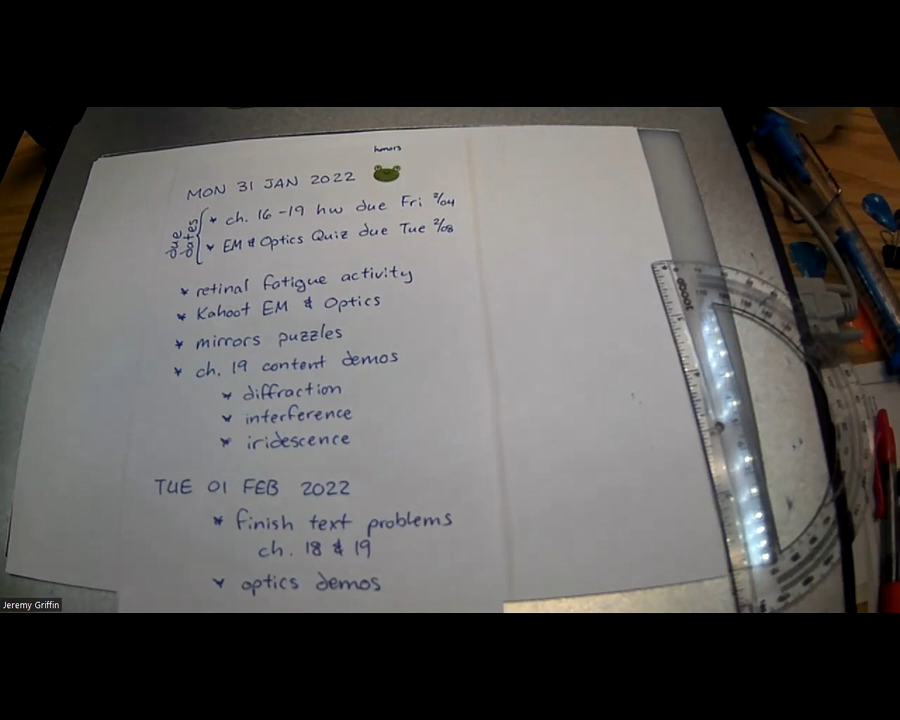 honors
MON 31 JAN 2022
due dates
* ch. 16-19 hw due Fri 2/04
* EM & Optics Quiz due Tue 2/08
* retinal fatigue activity
* Kahoot EM & Optics
* mirrors puzzles
* ch. 19 content demos
* diffraction
* interference
* iridescence
TUE 01 FEB 2022
* finish text problems
ch. 18 & 19
* optics demos
Jeremy Griffin